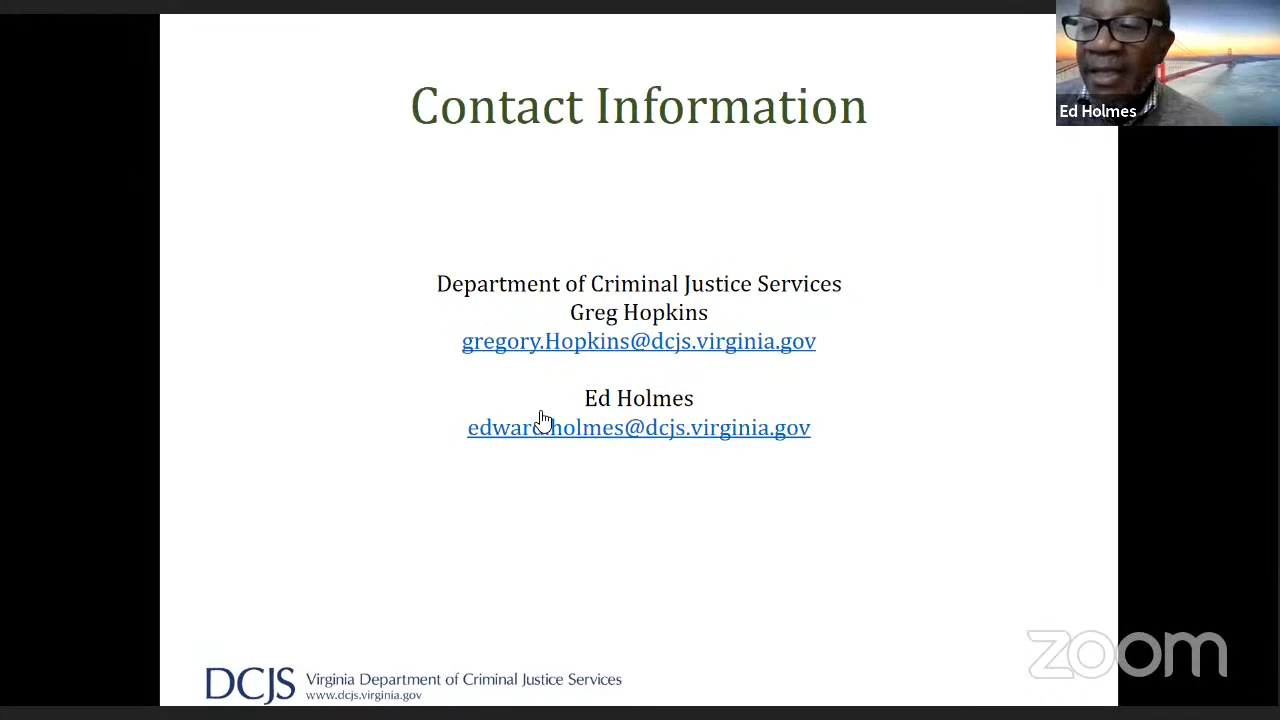 Contact Information
Ed Holmes
Department of Criminal Justice Services
Greg Hopkins
gregory.Hopkins@dcjs.virginia.gov
Ed Holmes
edward.holmes@dcjs.virginia.gov
DCJS Virginia Department of Criminal Justice Services
www.dcjs.virginia.gov
zoom